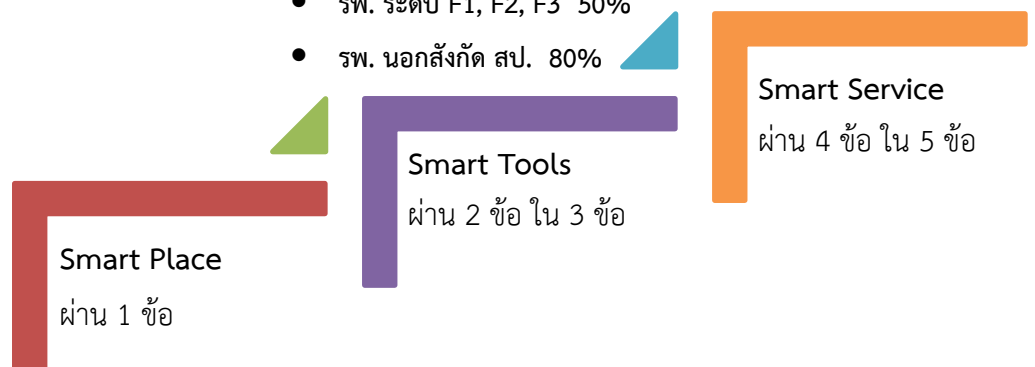 • รพ. ระดับ F1, F2, F3 50%
• รพ. นอกสังกัด สป. 80%
Smart Service
ผ่าน 4 ข้อ ใน 5 ข้อ
Smart Tools
ผ่าน 2 ข้อ ใน 3 ข้อ
Smart Place
ผ่าน 1 ข้อ